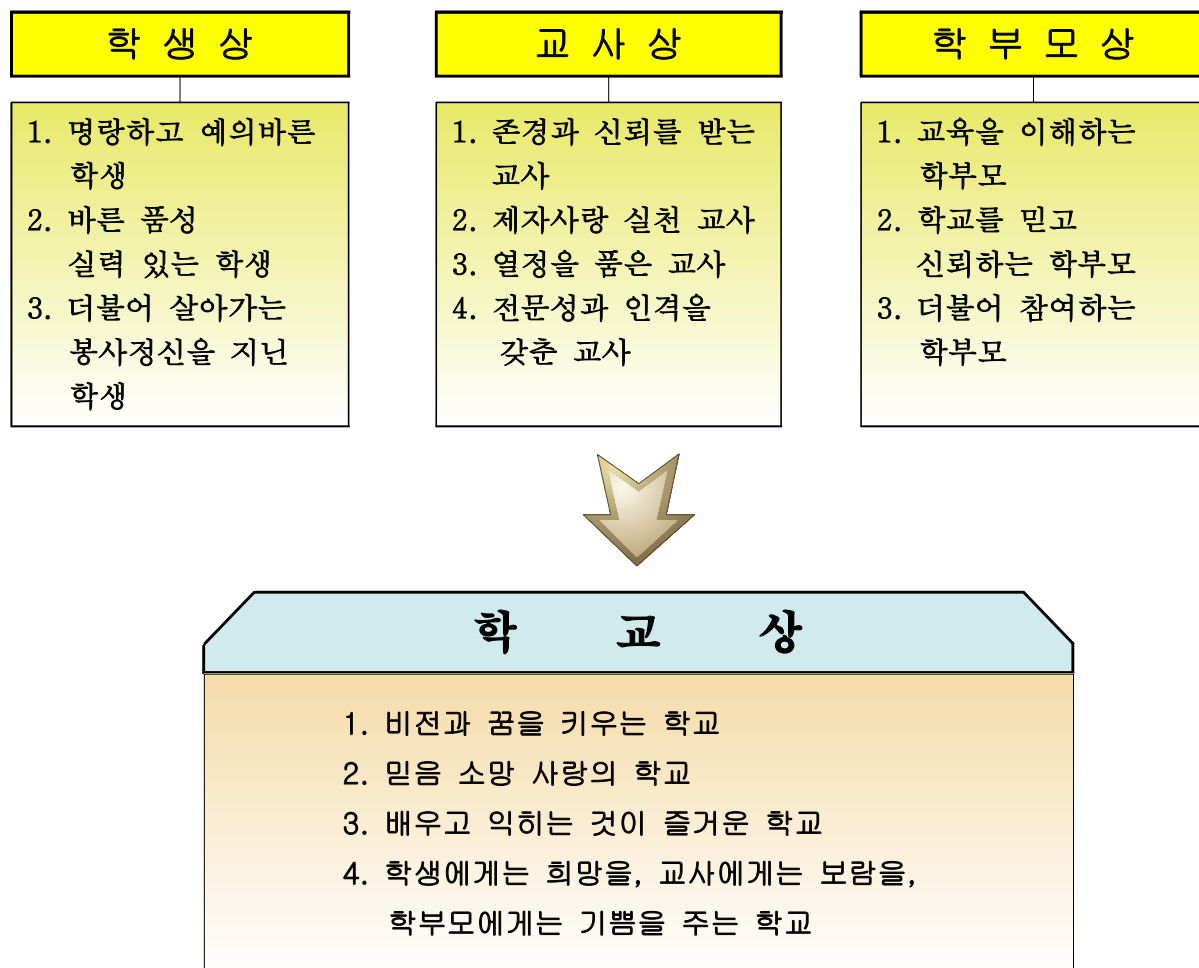 학 생 상
1. 명랑하고 예의바른
학생
2. 바른 품성
실력 있는 학생
3. 더불어 살아가는
봉사정신을 지닌
학생
교 사 상
1. 존경과 신뢰를 받는
교사
2. 제자사랑 실천 교사
3. 열정을 품은 교사
4. 전문성과 인격을
갖춘 교사
학 부 모 상
1. 교육을 이해하는
학부모
2. 학교를 믿고
신뢰하는 학부모
3. 더불어 참여하는
학부모
학 교 상
1. 비전과 꿈을 키우는 학교
2. 믿음 소망 사랑의 학교
3. 배우고 익히는 것이 즐거운 학교
4. 학생에게는 희망을, 교사에게는 보람을,
학부모에게는 기쁨을 주는 학교